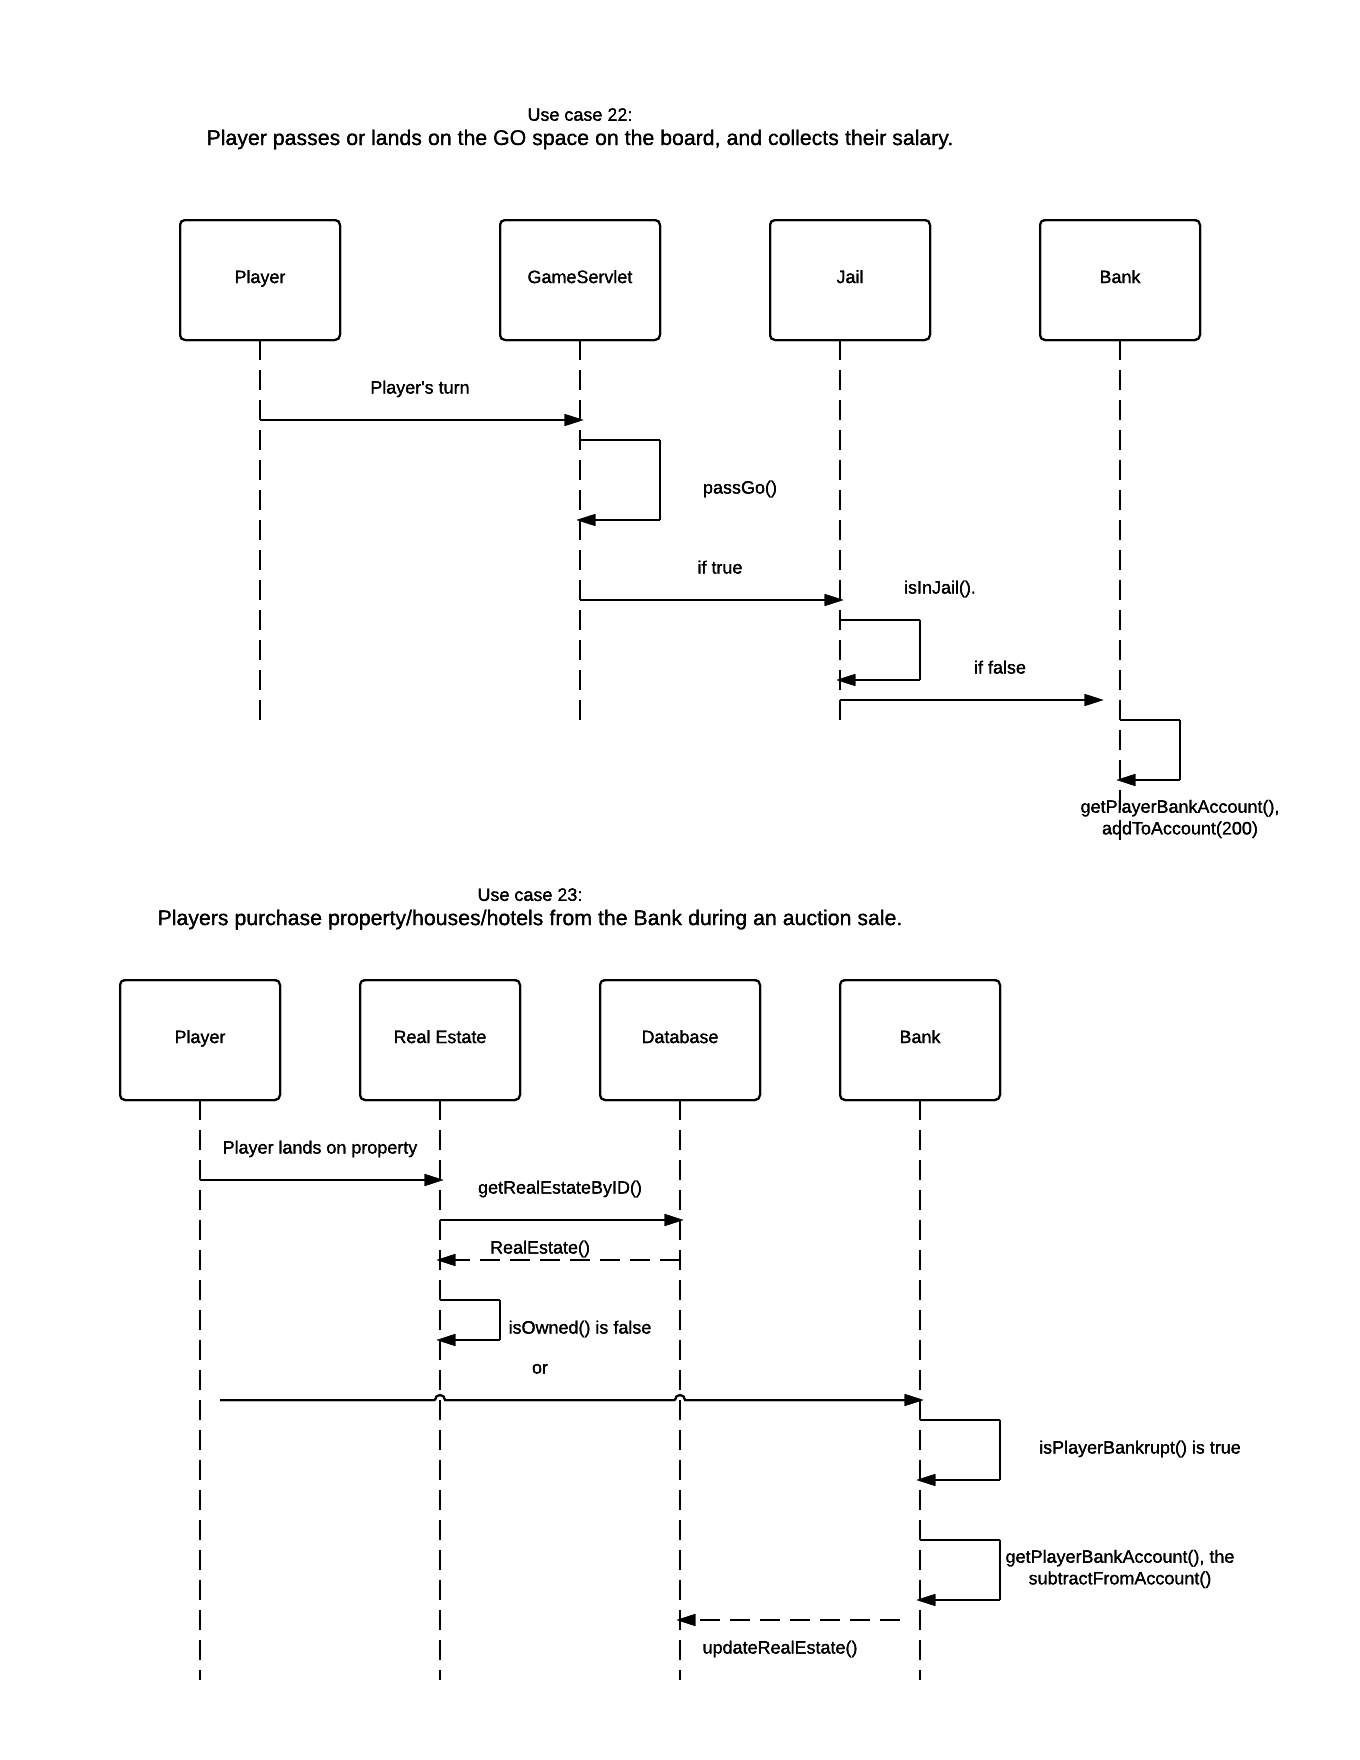 Use case 22:
Player passes or lands on the GO space on the board, and collects their salary.
Player
GameServlet
Jail
Bank
Player's turn
passGo()
if true
isInJail().
if false
getPlayerBankAccount(),
addToAccount(200)
Use case 23:
Players purchase property/houses/hotels from the Bank during an auction sale.
Player
Real Estate
Database
Bank
Player lands on property
getRealEstateByID()
RealEstate()
isOwned() is false
or
isPlayerBankrupt() is true
getPlayerBankAccount(), the
subtractFromAccount()
updateRealEstate()